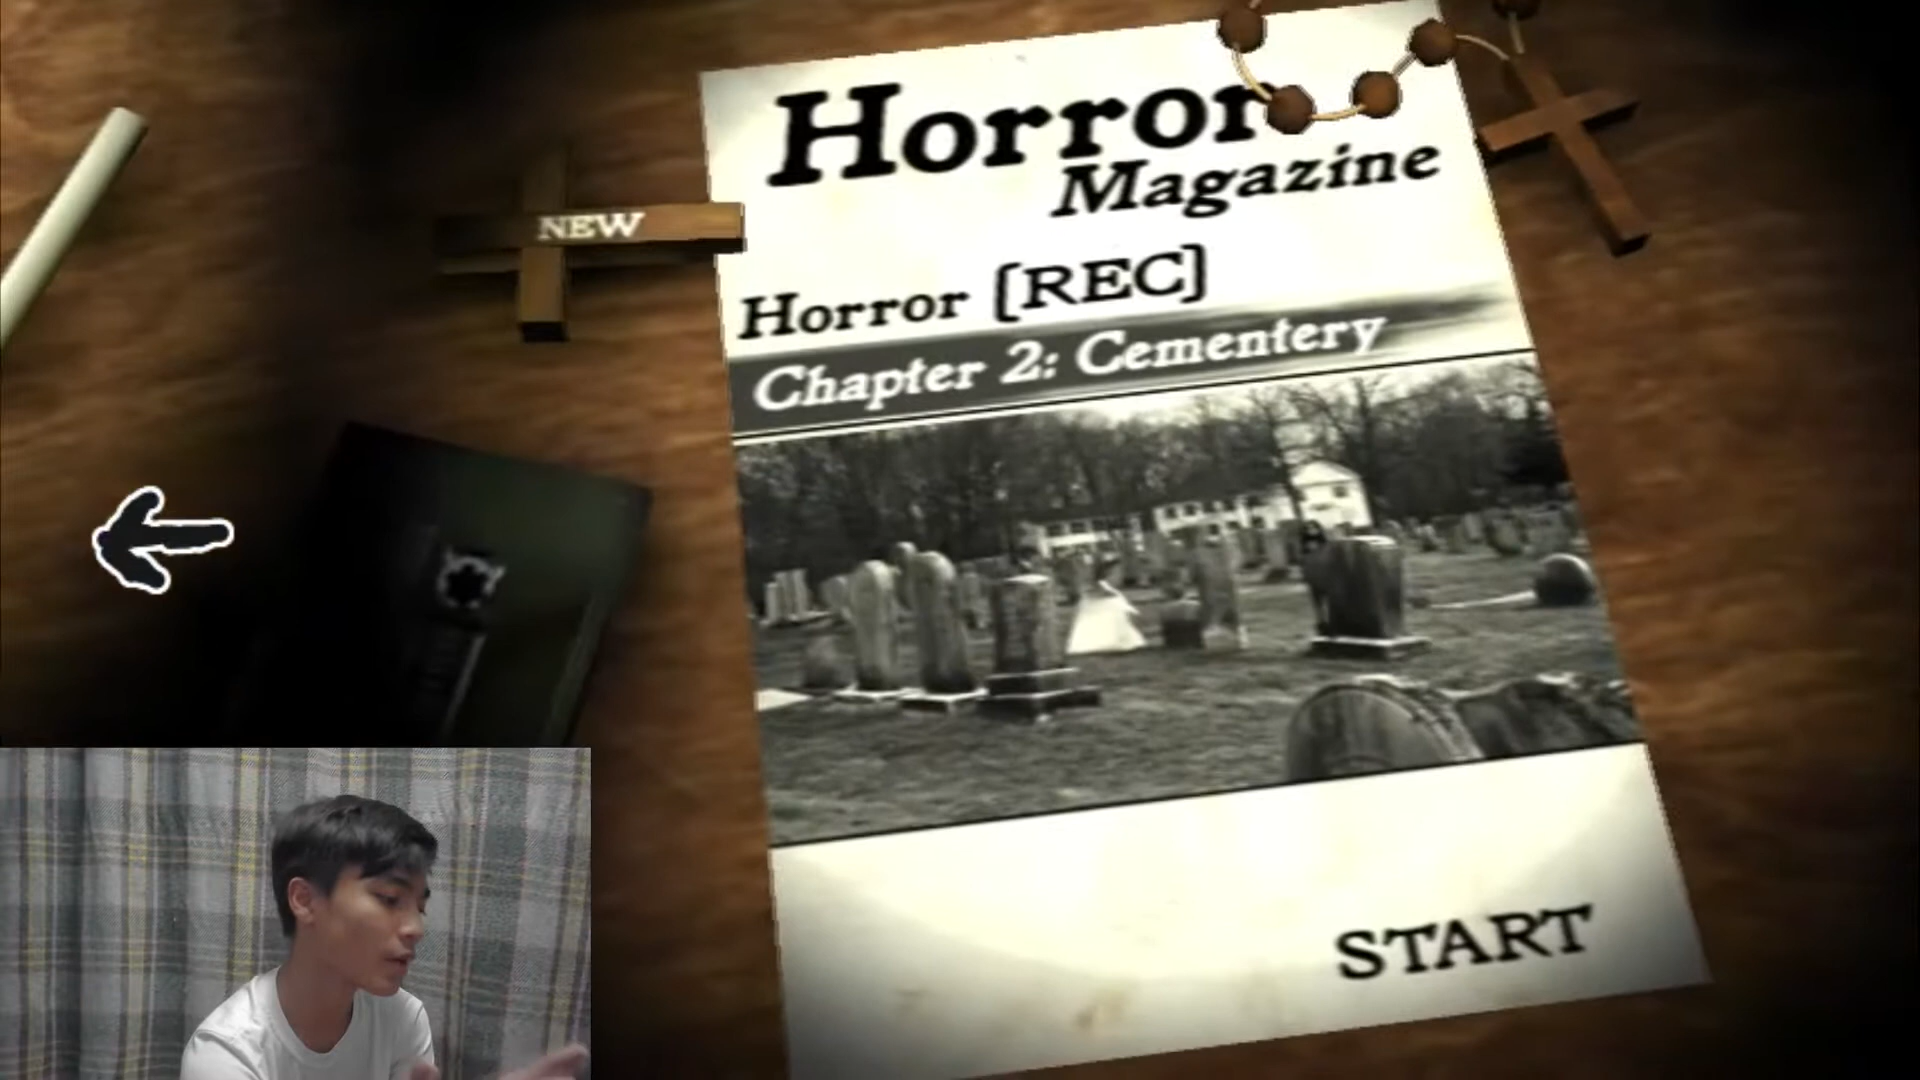 Horror
Magazine
NEW
Horror [REC]
Chapter 2: Cementery
START